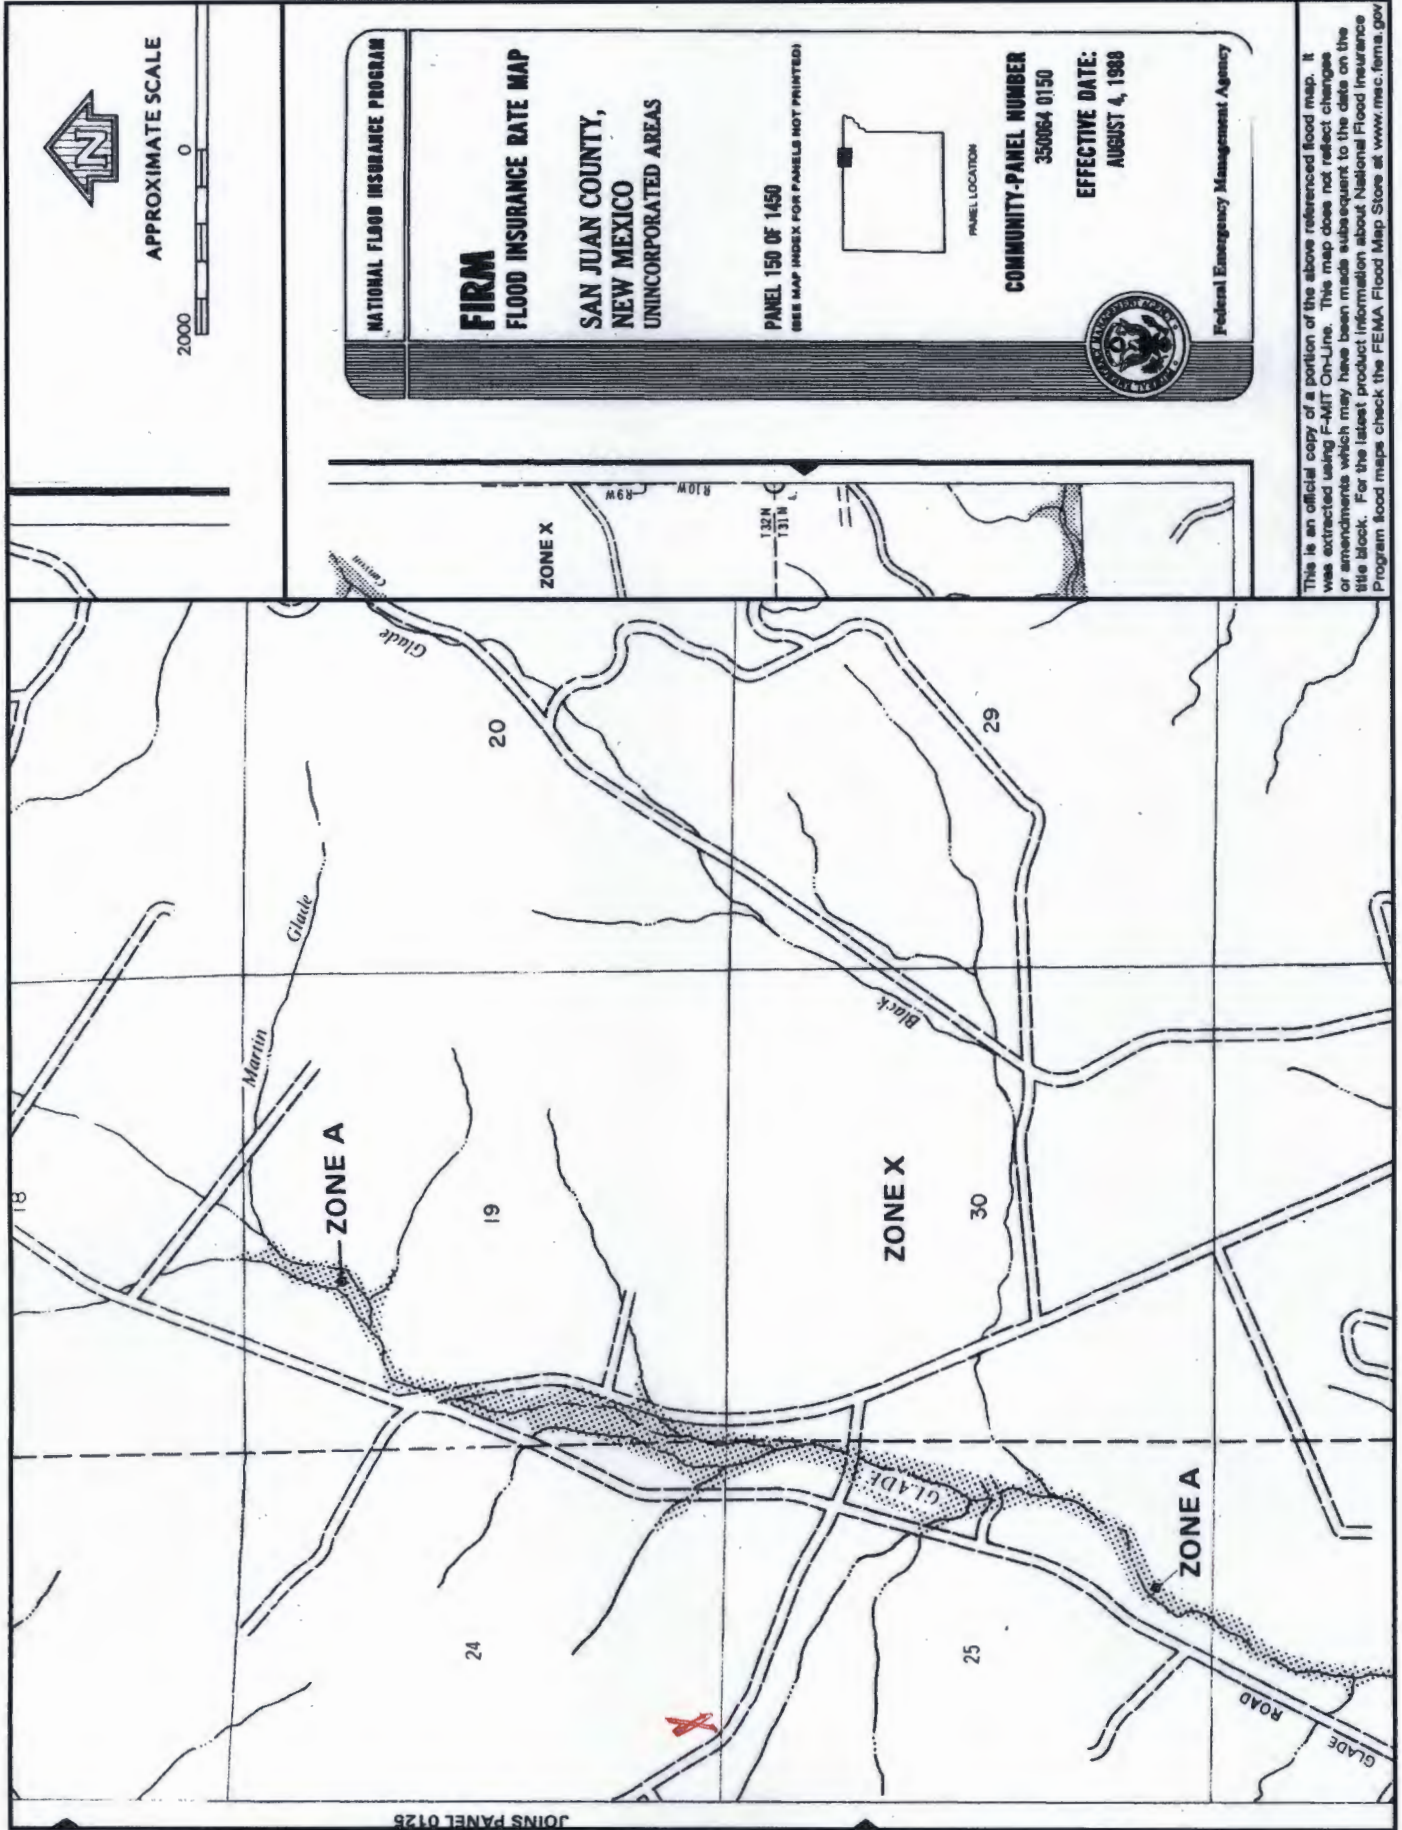 APPROXIMATE SCALE
2000 0
N
NATIONAL FLOOD INSURANCE PROGRAM
FIRM
FLOOD INSURANCE RATE MAP
SAN JUAN COUNTY,
NEW MEXICO
UNINCORPORATED AREAS
PANEL 150 OF 1450
(SEE MAP INDEX FOR PANELS NOT PRINTED)
PANEL LOCATION
COMMUNITY-PANEL NUMBER
350064 0150
EFFECTIVE DATE:
AUGUST 4, 1988
Federal Emergency Management Agency
This is an official copy of a portion of the above referenced flood map. It
was extracted using F-MIT On-Line. This map does not reflect changes
or amendments which may have been made subsequent to the date on the
title block. For the latest product information about National Flood Insurance
Program flood maps check the FEMA Flood Map Store at www.msc.fema.gov
ZONE X
R9W
R10W
T32N
T31N
Glade
20
29
Martin
Glade
Black
18
ZONE A
19
ZONE X
30
GLADE
ZONE A
24
25
GLADE
ROAD
X
JOINS PANEL 0125